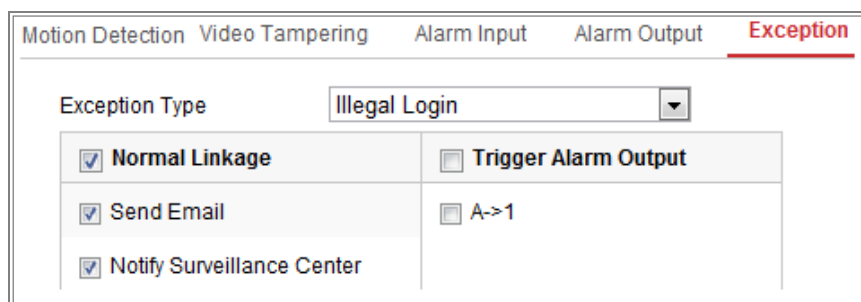 Motion Detection Video Tampering Alarm Input Alarm Output Exception
Exception Type Illegal Login
Normal Linkage Trigger Alarm Output
Send Email A->1
Notify Surveillance Center